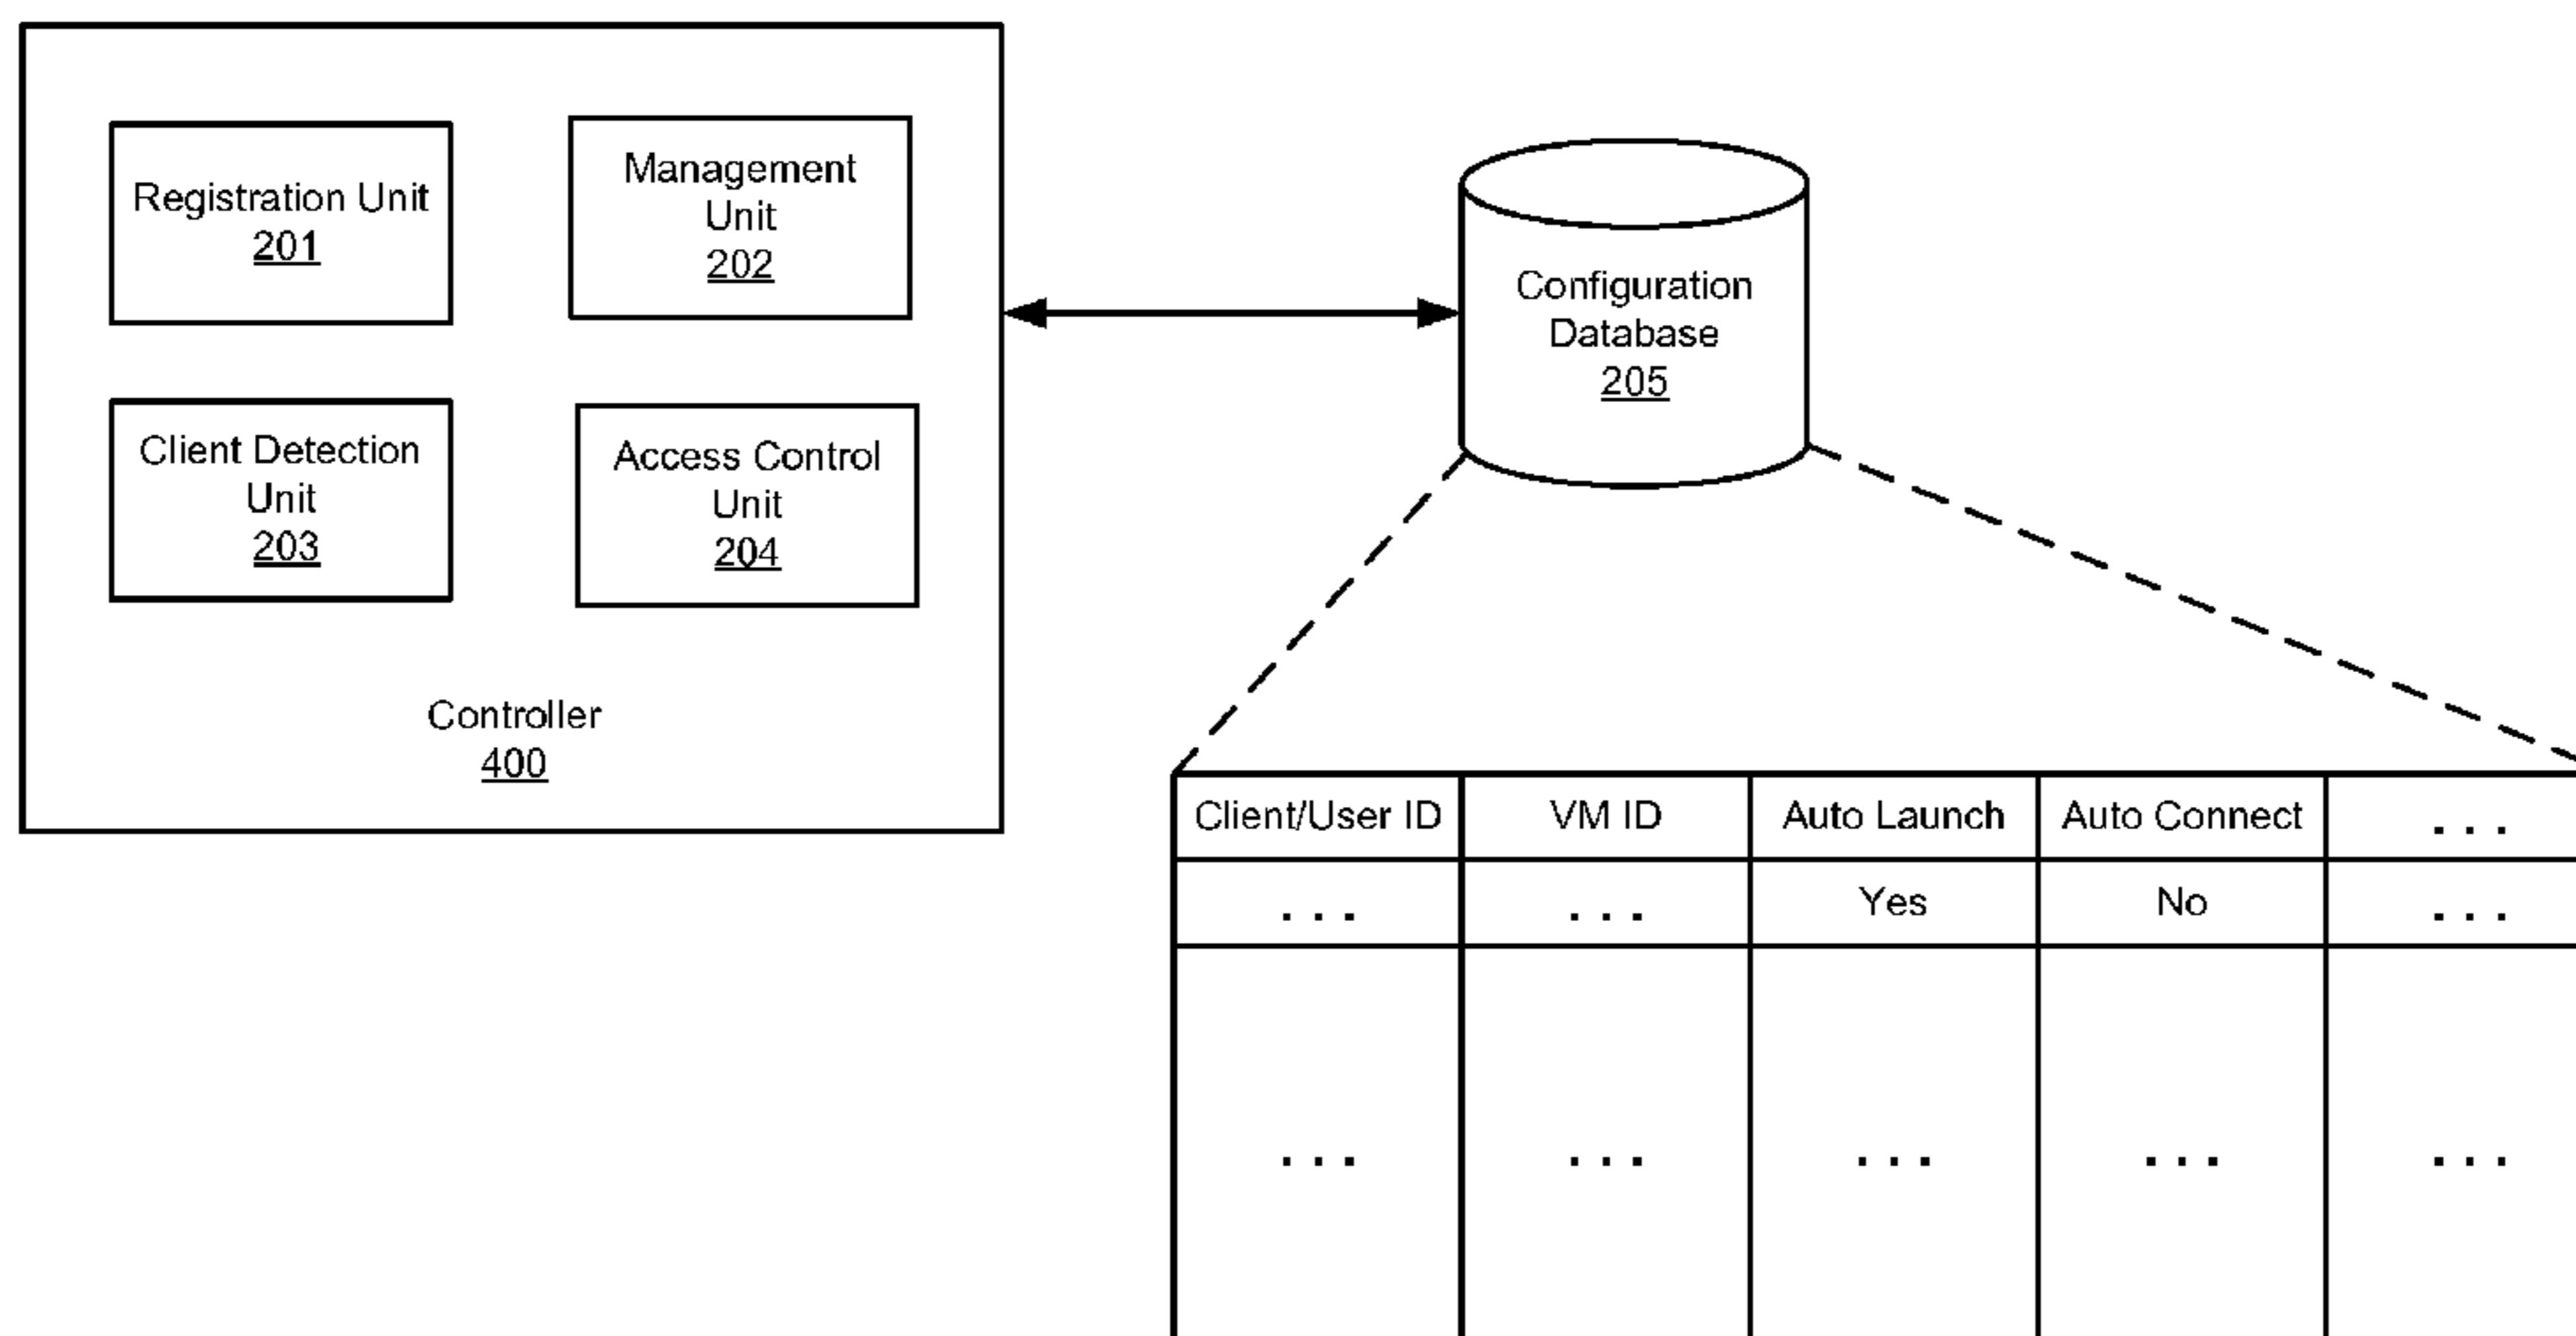 Registration Unit
201
Management
Unit
202
Client Detection
Unit
203
Access Control
Unit
204
Controller
400
Configuration
Database
205
Client/User ID VM ID Auto Launch Auto Connect . . .
. . . . . . Yes No . . .
. . . . . . . . . . . . . . .